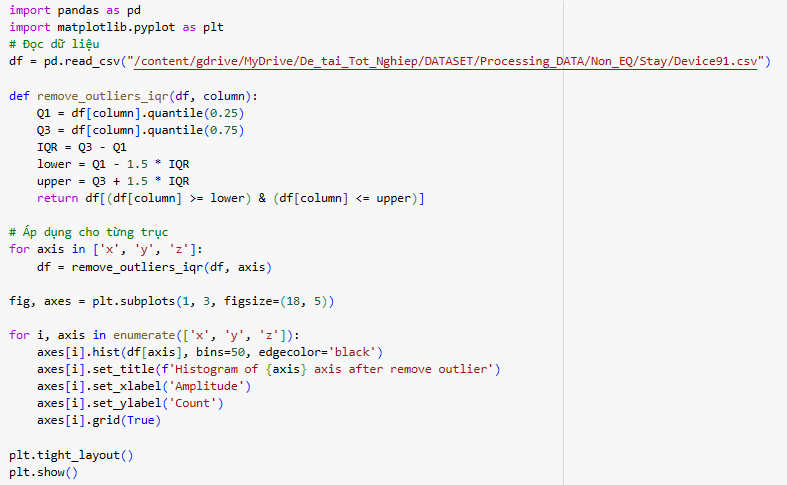 import pandas as pd
import matplotlib.pyplot as plt
# Đọc dữ liệu
df = pd.read_csv("/content/gdrive/MyDrive/De_tai_Tot_Nghiep/DATASET/Processing_DATA/Non_EQ/Stay/Device91.csv")

def remove_outliers_iqr(df, column):
    Q1 = df[column].quantile(0.25)
    Q3 = df[column].quantile(0.75)
    IQR = Q3 - Q1
    lower = Q1 - 1.5 * IQR
    upper = Q3 + 1.5 * IQR
    return df[(df[column] >= lower) & (df[column] <= upper)]

# Áp dụng cho từng trục
for axis in ['x', 'y', 'z']:
    df = remove_outliers_iqr(df, axis)

fig, axes = plt.subplots(1, 3, figsize=(18, 5))

for i, axis in enumerate(['x', 'y', 'z']):
    axes[i].hist(df[axis], bins=50, edgecolor='black')
    axes[i].set_title(f'Histogram of {axis} axis after remove outlier')
    axes[i].set_xlabel('Amplitude')
    axes[i].set_ylabel('Count')
    axes[i].grid(True)

plt.tight_layout()
plt.show()